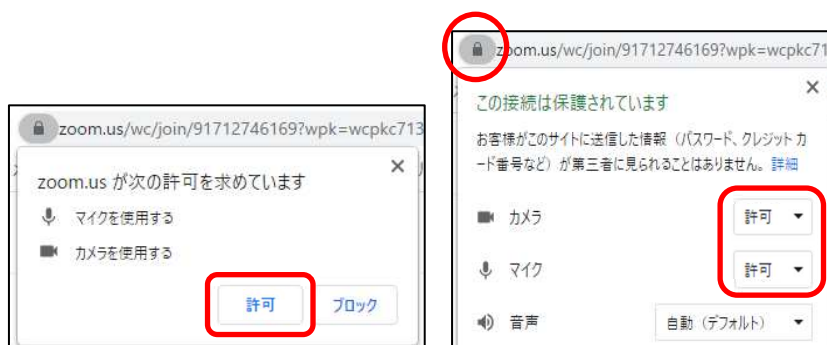 zoom.us/wc/join/91712746169?wpk=wcpkc713
zoom.us が次の許可を求めています
マイクを使用する
カメラを使用する
許可
ブロック
zoom.us/wc/join/91712746169?wpk=wcpkc71
この接続は保護されています
お客様がこのサイトに送信した情報（パスワード、クレジット カ
ード番号など）が第三者に見られることはありません。詳細
カメラ
許可
マイク
許可
音声
自動（デフォルト）